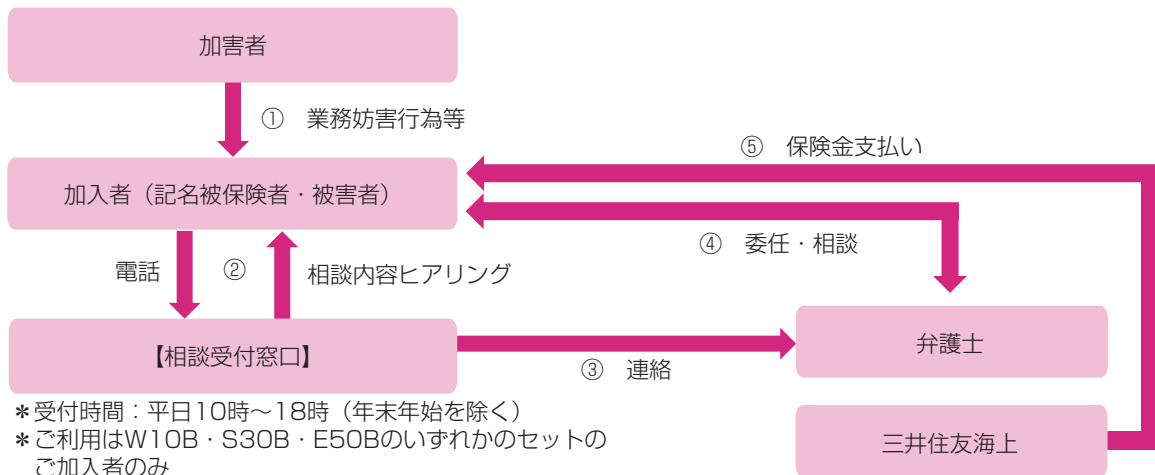 加害者
① 業務妨害行為等
⑤ 保険金支払い
加入者（記名被保険者・被害者）
④ 委任・相談
電話 ② 相談内容ヒアリング
【相談受付窓口】
弁護士
③ 連絡
＊受付時間：平日10時～18時（年末年始を除く）
＊ご利用はW10B・S30B・E50Bのいずれかのセットの
ご加入者のみ
三井住友海上